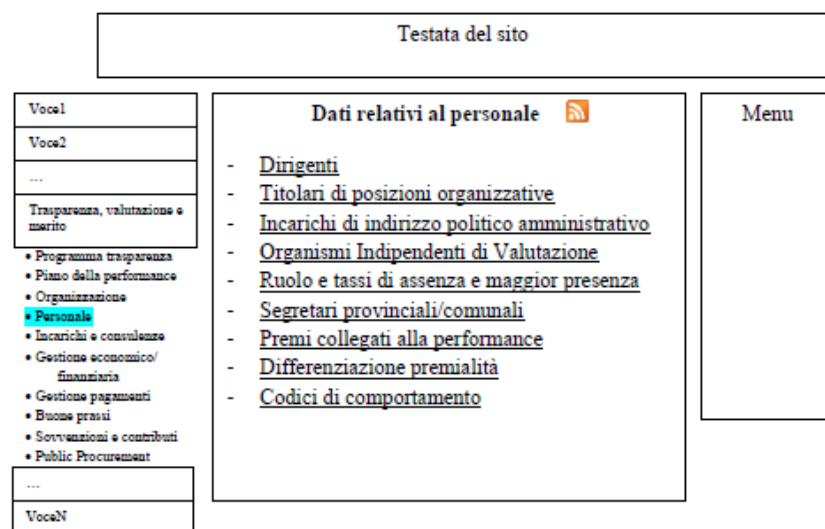 Testata del sito
Voce1
Voce2
...
Trasparenza, valutazione e
merito
• Programma trasparenza
• Piano della performance
• Organizzazione
• Personale
• Incarichi e consulenze
• Gestione economico/
finanziaria
• Gestione pagamenti
• Buone prassi
• Sovvenzioni e contributi
• Public Procurement
...
VoceN
Dati relativi al personale
- Dirigenti
- Titolari di posizioni organizzative
- Incarichi di indirizzo politico amministrativo
- Organismi Indipendenti di Valutazione
- Ruolo e tassi di assenza e maggior presenza
- Segretari provinciali/comunali
- Premi collegati alla performance
- Differenziazione premialità
- Codici di comportamento
Menu